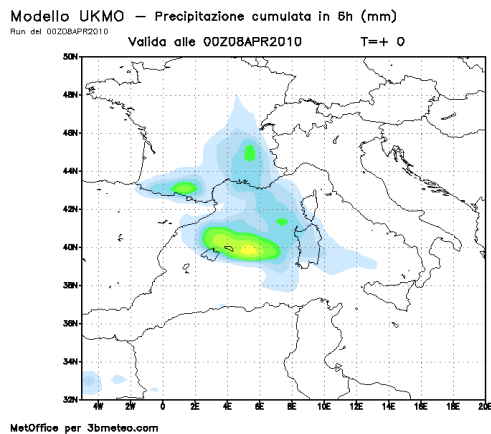 Modello UKMO – Precipitazione cumulata in 6h (mm)
Run del 00Z08APR2010
Valida alle 00Z08APR2010 T=+ 0
50N
48N
46N
44N
42N
40N
38N
36N
34N
32N
4W 2W 0 2E 4E 6E 8E 10E 12E 14E 16E 18E 20E
MetOffice per 3bmeteo.com